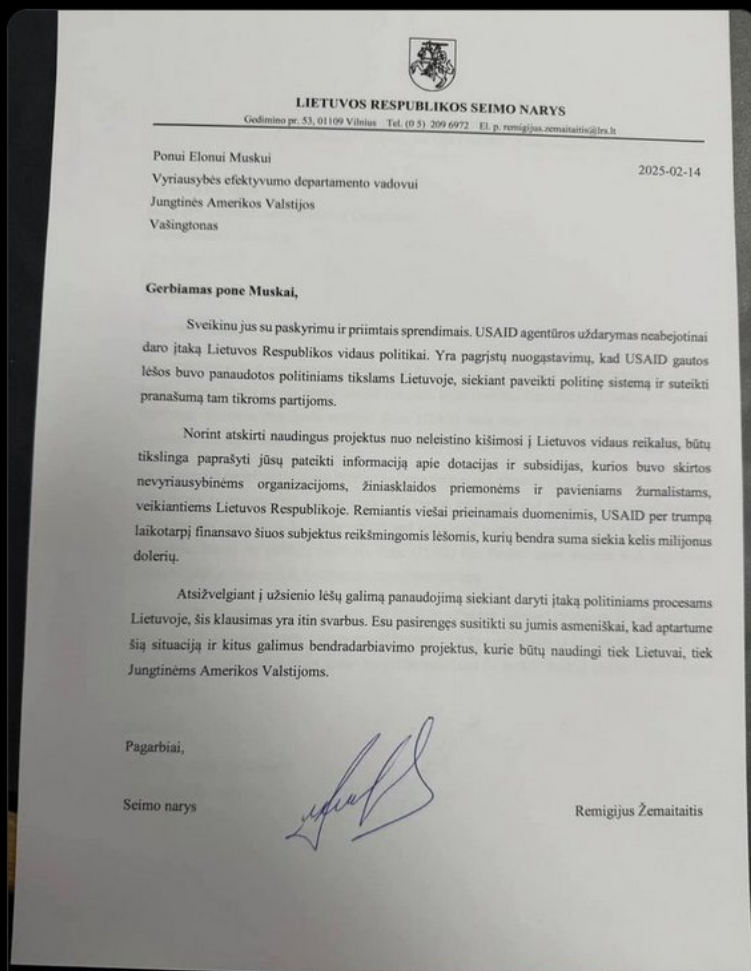 LIETUVOS RESPUBLIKOS SEIMO NARYS
Gedimino pr. 53, 01109 Vilnius Tel. (0 5) 209 6972 El. p. remigijus.zemaitaitis@lrs.lt
2025-02-14
Ponui Elonui Muskui
Vyriausybės efektyvumo departamento vadovui
Jungtinės Amerikos Valstijos
Vašingtonas
Gerbiamas pone Muskai,
Sveikinu jus su paskyrimu ir priimtais sprendimais. USAID agentūros uždarymas neabejotinai
daro įtaką Lietuvos Respublikos vidaus politikai. Yra pagrįstų nuogąstavimų, kad USAID gautos
lėšos buvo panaudotos politiniams tikslams Lietuvoje, siekiant paveikti politinę sistemą ir suteikti
pranašumą tam tikroms partijoms.
Norint atskirti naudingus projektus nuo neleistino kišimosi į Lietuvos vidaus reikalus, būtų
tikslinga paprašyti jūsų pateikti informaciją apie dotacijas ir subsidijas, kurios buvo skirtos
nevyriausybinėms organizacijoms, žiniasklaidos priemonėms ir pavieniams žurnalistams,
veikiantiems Lietuvos Respublikoje. Remiantis viešai prieinamais duomenimis, USAID per trumpą
laikotarpį finansavo šiuos subjektus reikšmingomis lėšomis, kurių bendra suma siekia kelis milijonus
dolerių.
Atsižvelgiant į užsienio lėšų galimą panaudojimą siekiant daryti įtaką politiniams procesams
Lietuvoje, šis klausimas yra itin svarbus. Esu pasirengęs susitikti su jumis asmeniškai, kad aptartume
šią situaciją ir kitus galimus bendradarbiavimo projektus, kurie būtų naudingi tiek Lietuvai, tiek
Jungtinėms Amerikos Valstijoms.
Pagarbiai,
Seimo narys
Remigijus Žemaitaitis